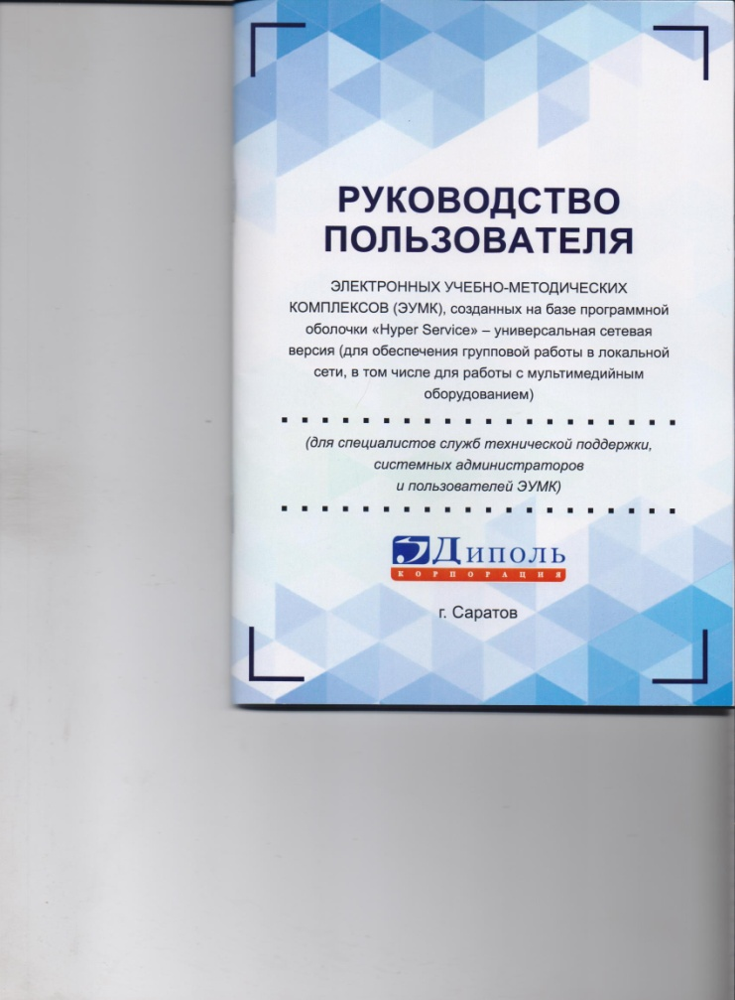 РУКОВОДСТВО
ПОЛЬЗОВАТЕЛЯ
ЭЛЕКТРОННЫХ УЧЕБНО-МЕТОДИЧЕСКИХ
КОМПЛЕКСОВ (ЭУМК), созданных на базе программной
оболочки «Hyper Service» – универсальная сетевая
версия (для обеспечения групповой работы в локальной
сети, в том числе для работы с мультимедийным
оборудованием)
(для специалистов служб технической поддержки,
системных администраторов
и пользователей ЭУМК)
Диполь
КОРПОРАЦИЯ
г. Саратов